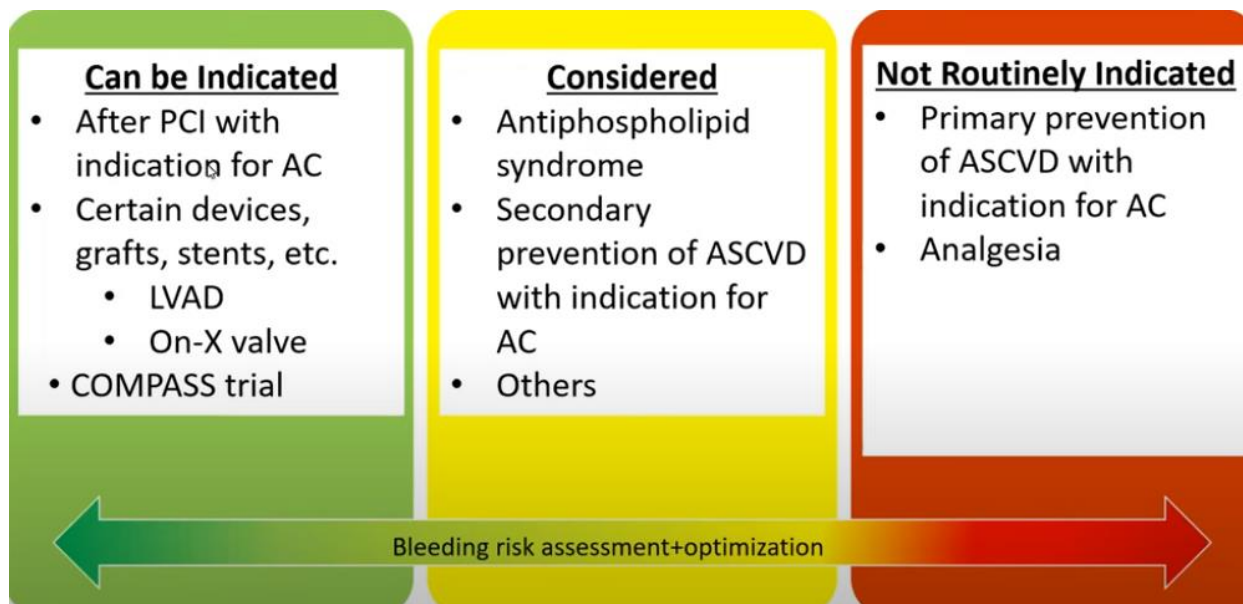 Can be Indicated
• After PCI with
indication for AC
• Certain devices,
grafts, stents, etc.
• LVAD
• On-X valve
• COMPASS trial
Considered
• Antiphospholipid
syndrome
• Secondary
prevention of ASCVD
with indication for
AC
• Others
Not Routinely Indicated
• Primary prevention
of ASCVD with
indication for AC
• Analgesia
Bleeding risk assessment+optimization